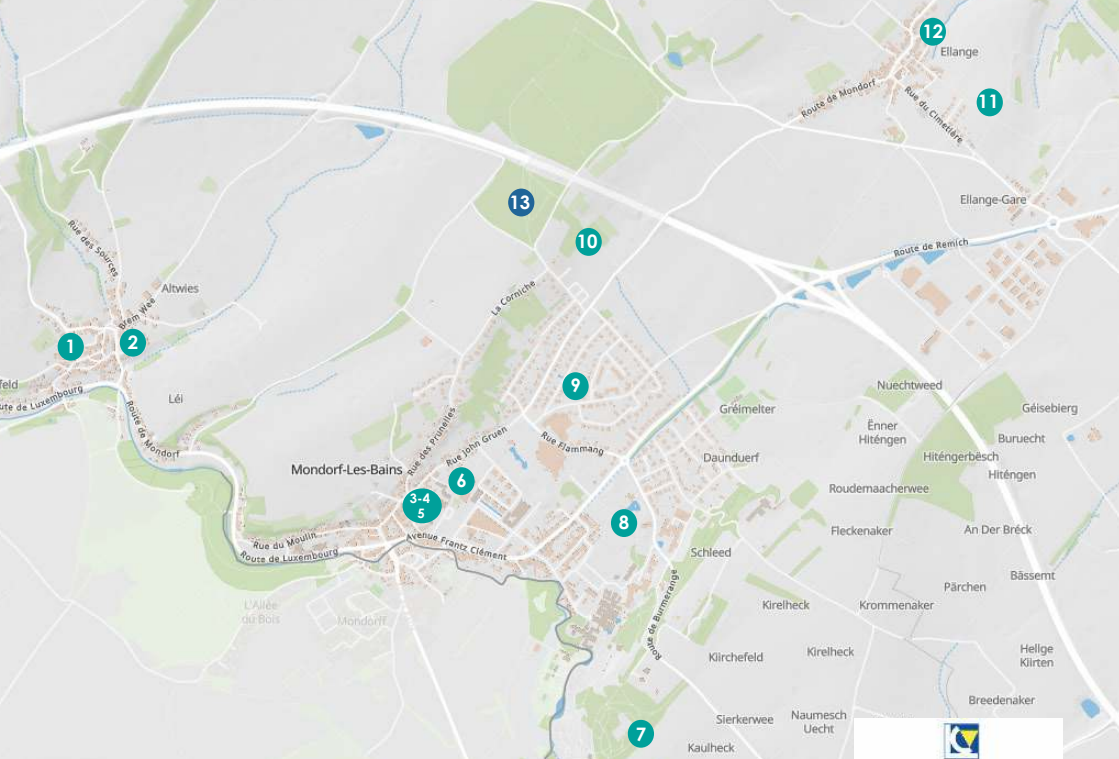 12
Ellange
Route de Mondorf
11
Rue du Cimetière
13
Ellange-Gare
10
Route de Remich
Rue des Sources
Altwies
Brem Wee
La Corniche
1
2
feld
ute de Luxembourg
Léi
Route de Mondorf
9
Nuechtweed
Gréimelter
Géisebierg
Ënner
Hiténgen
Buruecht
Rue des Prunelles
Rue John Gruen
Rue Flammang
Daunduerf
Hiténgerbësch
Hiténgen
Mondorf-Les-Bains
6
Roudemaacherwee
3-4
5
8
Fleckenaker
An Der Bréck
Rue du Moulin
Route de Luxembourg
Avenue Frantz Clément
Schleed
Bâssemt
Pärchen
L'Allée
du Bois
Mondorff
Route de Burmerange
Kirelheck
Krommenaker
Kiirchefeld
Kirelheck
Hellge
Kiirten
Breedenaker
7
Sierkerwee
Naumesch
Uecht
Kaulheck